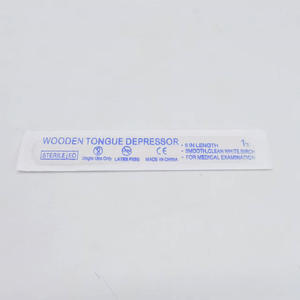 WOODEN TONGUE DEPRESSOR
STERILE EO
Single Use Only
LATEX FREE
CE
MADE IN CHINA
• 6 IN LENGTH
• SMOOTH,CLEAN WHITE BIRCH
• FOR MEDICAL EXAMINATION